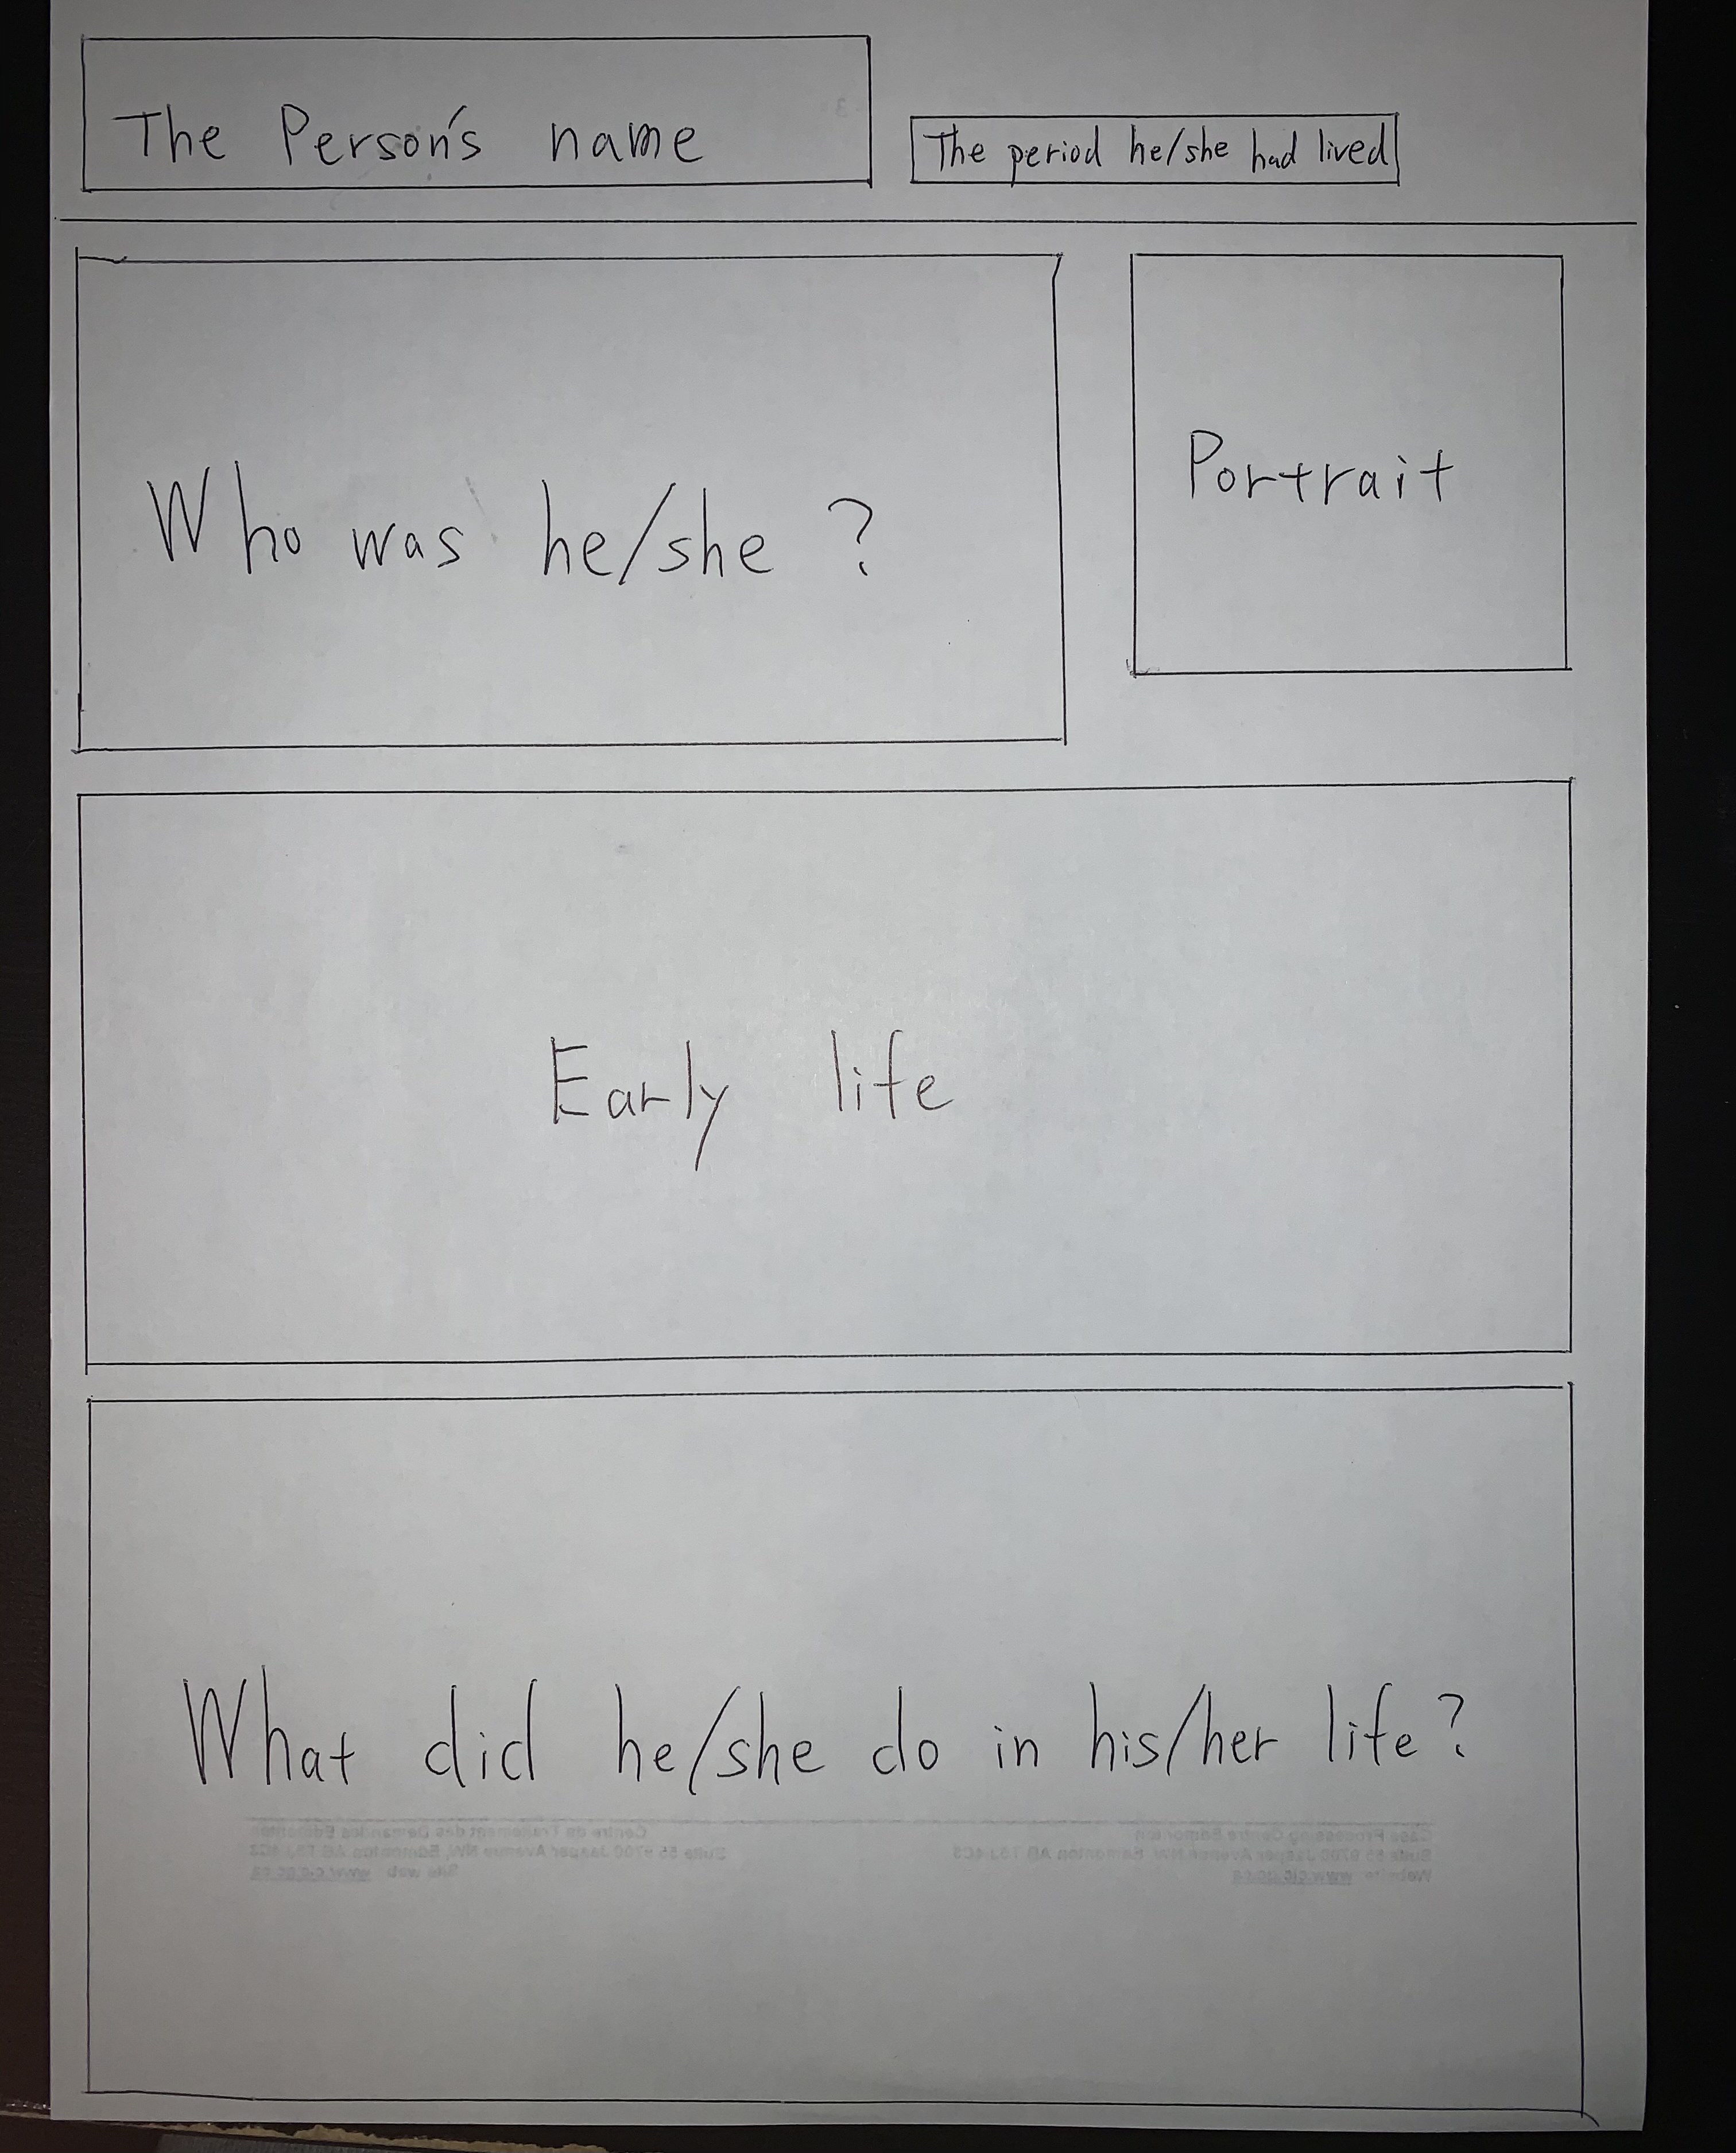 The Person's name
The period he/she had lived
Who was he/she ?
Portrait
Early life
What did he/she do in his/her life?